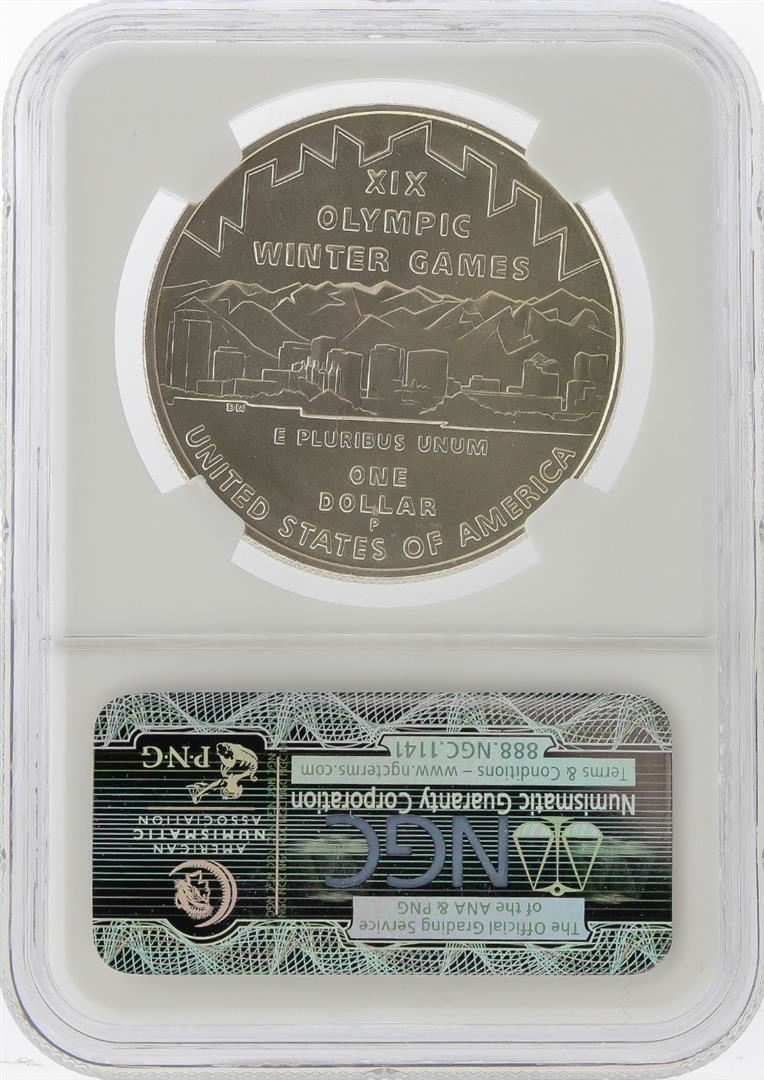 XIX
OLYMPIC
WINTER GAMES
E PLURIBUS UNUM
ONE
DOLLAR
P
UNITED STATES OF AMERICA
The Official Grading Service
of the ANA & PNG
NGC
Numismatic Guaranty Corporation
Terms & Conditions – www.ngcterms.com
888.NGC.1141
AMERICAN
NUMISMATIC
ASSOCIATION
P·N·G